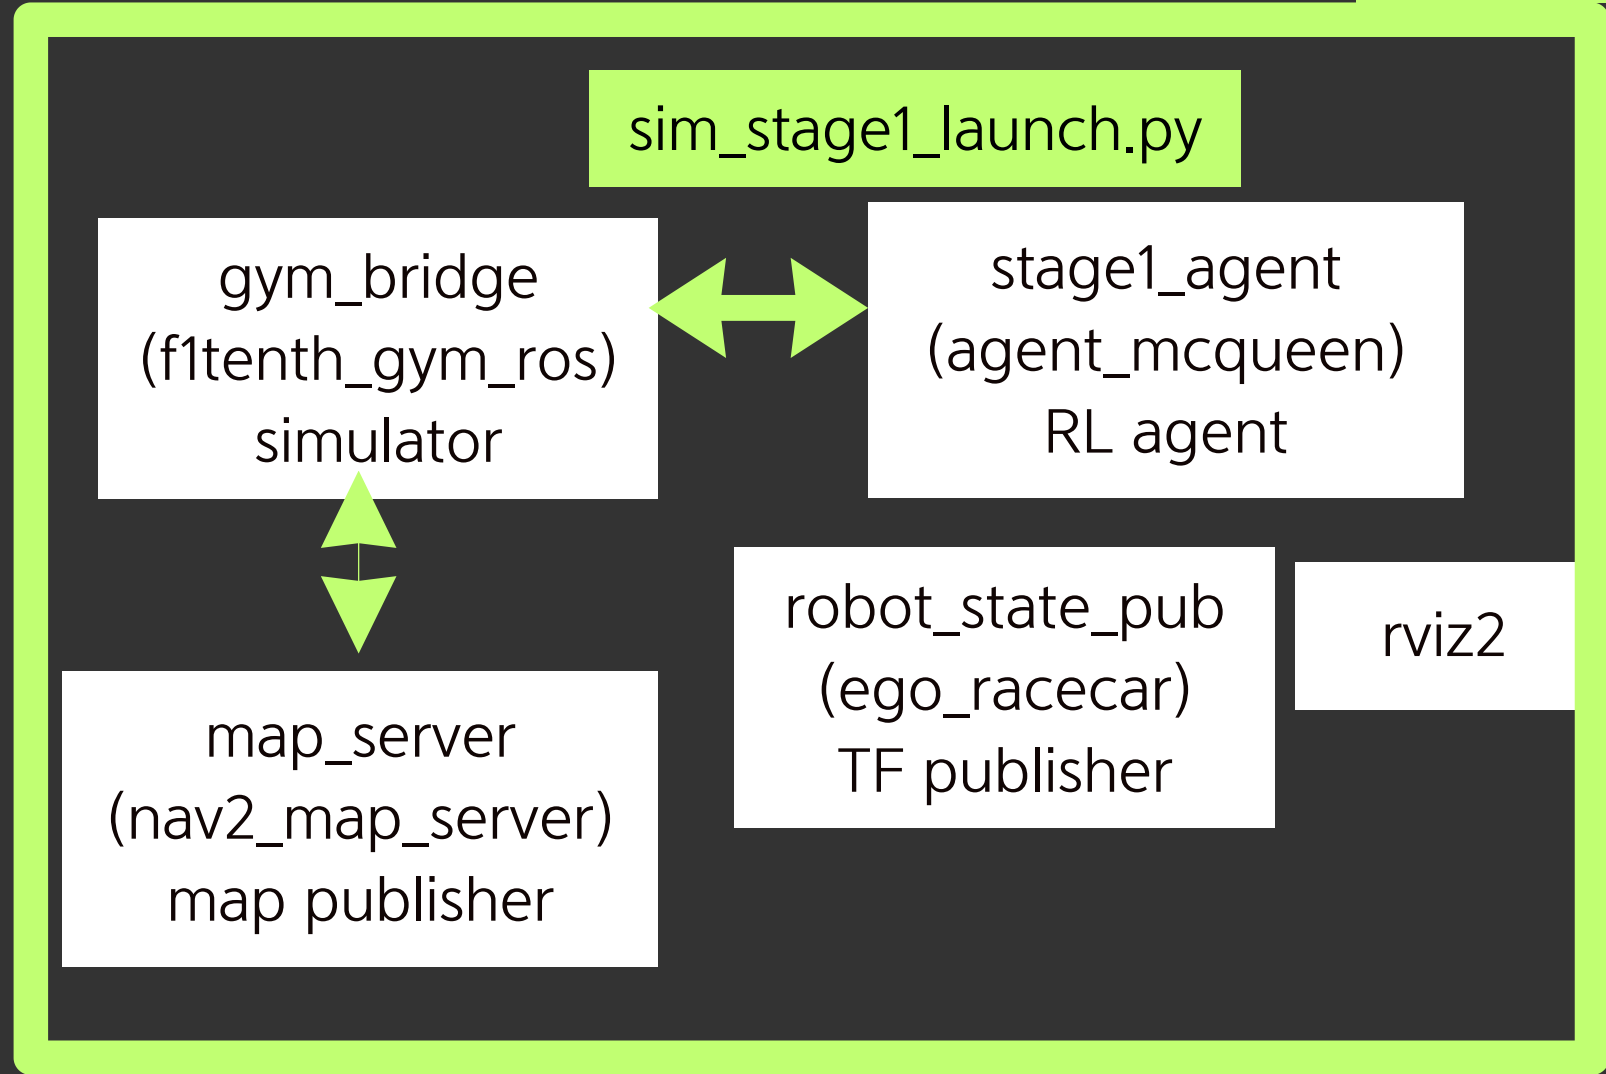 sim_stage1_launch.py
gym_bridge
(f1tenth_gym_ros)
simulator
stage1_agent
(agent_mcqueen)
RL agent
robot_state_pub
(ego_racecar)
TF publisher
rviz2
map_server
(nav2_map_server)
map publisher